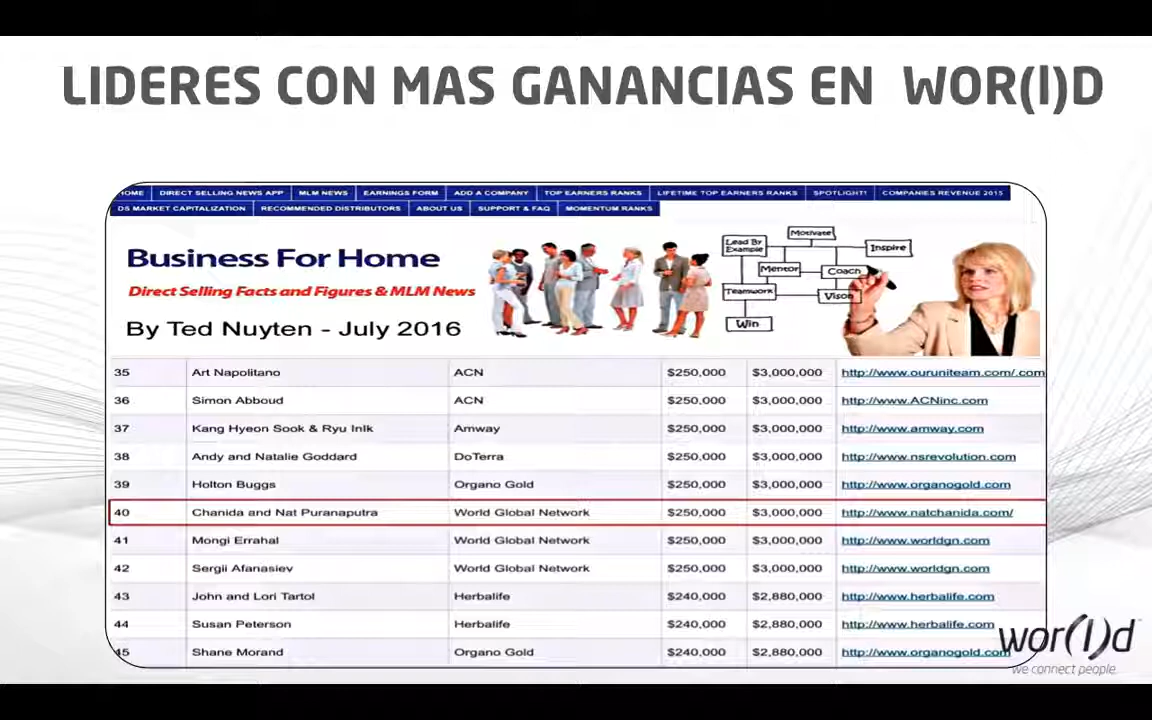 LIDERES CON MAS GANANCIAS EN WOR(l)D
HOME DIRECT SELLING NEWS APP MLM NEWS EARNINGS FORM ADD A COMPANY TOP EARNERS RANKS LIFETIME TOP EARNERS RANKS SPOTLIGHT! COMPANIES REVENUE 2015
DS MARKET CAPITALIZATION RECOMMENDED DISTRIBUTORS ABOUT US SUPPORT & FAQ MOMENTUM RANKS
Business For Home
Direct Selling Facts and Figures & MLM News
By Ted Nuyten - July 2016
Motivate
Lead By
Example
Inspire
Mentor
Coach
Teamwork
Vison
Win
35 Art Napolitano ACN $250,000 $3,000,000 http://www.ouruniteam.com/.com
36 Simon Abboud ACN $250,000 $3,000,000 http://www.ACNinc.com
37 Kang Hyeon Sook & Ryu InIk Amway $250,000 $3,000,000 http://www.amway.com
38 Andy and Natalie Goddard DoTerra $250,000 $3,000,000 http://www.nsrevolution.com
39 Holton Buggs Organo Gold $250,000 $3,000,000 http://www.organogold.com
40 Chanida and Nat Puranaputra World Global Network $250,000 $3,000,000 http://www.natchanida.com/
41 Mongi Errahal World Global Network $250,000 $3,000,000 http://www.worldgn.com
42 Sergii Afanasiev World Global Network $250,000 $3,000,000 http://www.worldgn.com
43 John and Lori Tartol Herbalife $240,000 $2,880,000 http://www.herbalife.com
44 Susan Peterson Herbalife $240,000 $2,880,000 http://www.herbalife.com
45 Shane Morand Organo Gold $240,000 $2,880,000 http://www.organogold.com
wor(l)d
we connect people.